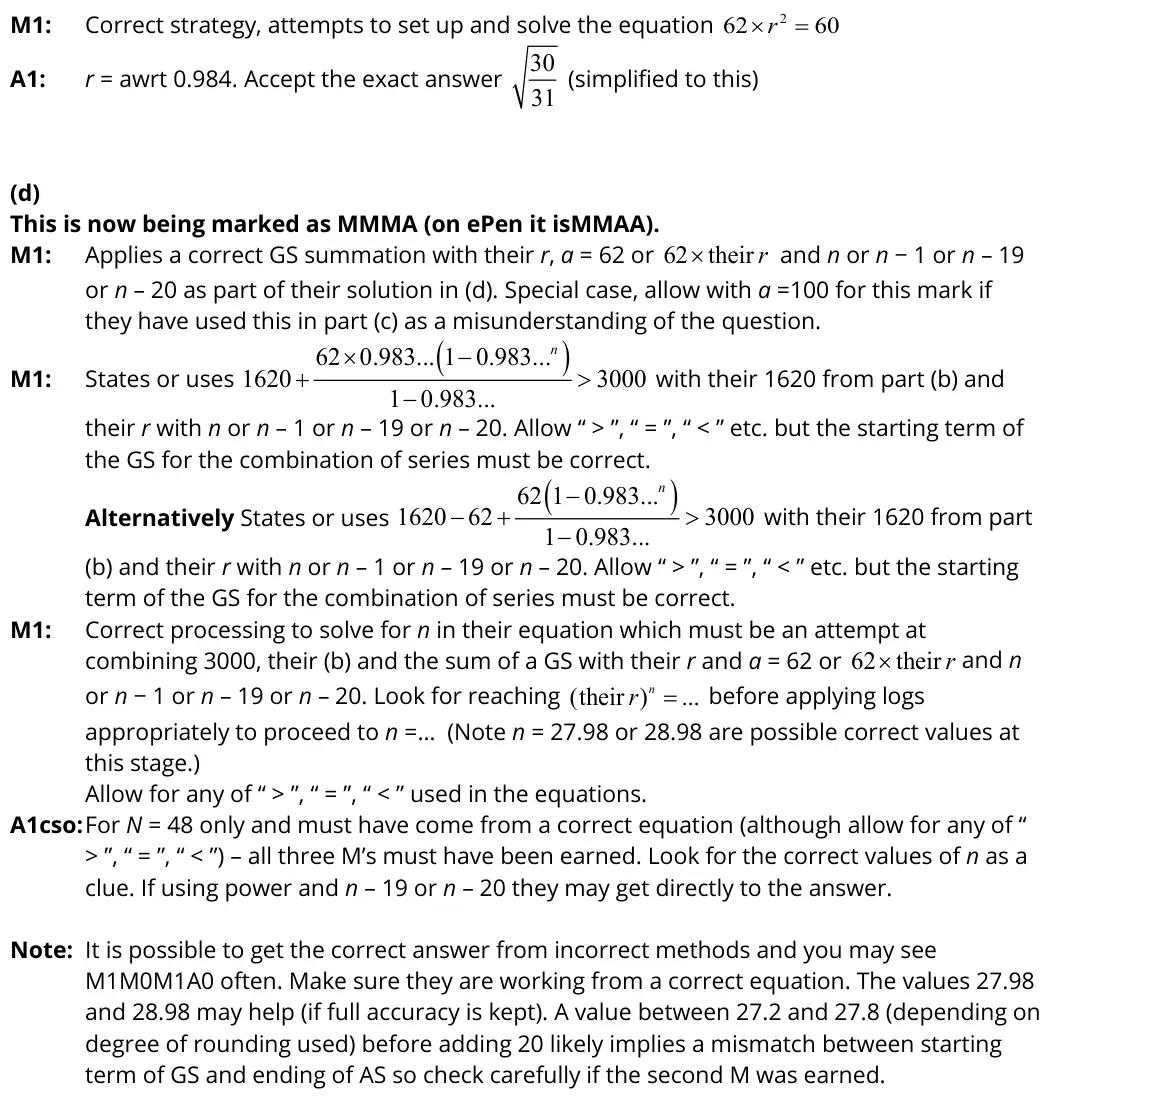 M1: Correct strategy, attempts to set up and solve the equation 62 × r² = 60
A1: r = awrt 0.984. Accept the exact answer √(30/31) (simplified to this)
(d)
This is now being marked as MMMA (on ePen it isMMAA).
M1: Applies a correct GS summation with their r, a = 62 or 62 × their r and n or n − 1 or n – 19
or n – 20 as part of their solution in (d). Special case, allow with a =100 for this mark if
they have used this in part (c) as a misunderstanding of the question.
M1: States or uses 1620 + (62 × 0.983...(1 − 0.983...ⁿ))/(1 − 0.983...) > 3000 with their 1620 from part (b) and
their r with n or n – 1 or n – 19 or n – 20. Allow “ > ”, “ = ”, “ < ” etc. but the starting term of
the GS for the combination of series must be correct.
Alternatively States or uses 1620 − 62 + (62(1 − 0.983...ⁿ))/(1 − 0.983...) > 3000 with their 1620 from part
(b) and their r with n or n – 1 or n – 19 or n – 20. Allow “ > ”, “ = ”, “ < ” etc. but the starting
term of the GS for the combination of series must be correct.
M1: Correct processing to solve for n in their equation which must be an attempt at
combining 3000, their (b) and the sum of a GS with their r and a = 62 or 62 × their r and n
or n − 1 or n – 19 or n – 20. Look for reaching (their r)ⁿ = ... before applying logs
appropriately to proceed to n =... (Note n = 27.98 or 28.98 are possible correct values at
this stage.)
Allow for any of “ > ”, “ = ”, “ < ” used in the equations.
A1cso: For N = 48 only and must have come from a correct equation (although allow for any of “
> ”, “ = ”, “ < ”) – all three M’s must have been earned. Look for the correct values of n as a
clue. If using power and n – 19 or n – 20 they may get directly to the answer.
Note: It is possible to get the correct answer from incorrect methods and you may see
M1M0M1A0 often. Make sure they are working from a correct equation. The values 27.98
and 28.98 may help (if full accuracy is kept). A value between 27.2 and 27.8 (depending on
degree of rounding used) before adding 20 likely implies a mismatch between starting
term of GS and ending of AS so check carefully if the second M was earned.